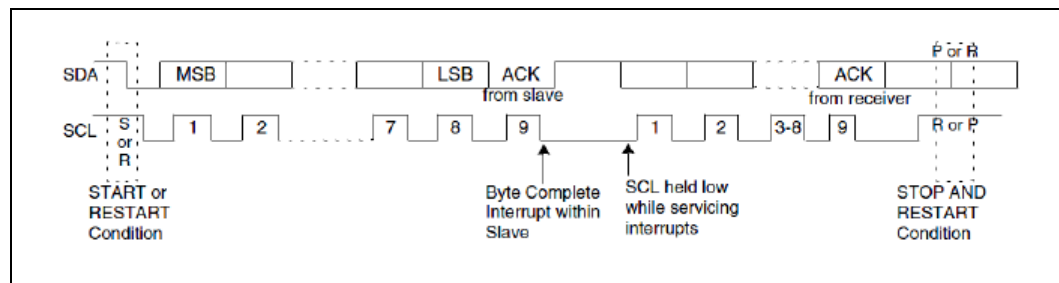 P or R
SDA MSB LSB ACK ACK
from slave from receiver
SCL S or R 1 2 7 8 9 1 2 3-8 9 R or P
START or
RESTART
Condition
Byte Complete
Interrupt within
Slave
SCL held low
while servicing
interrupts
STOP AND
RESTART
Condition